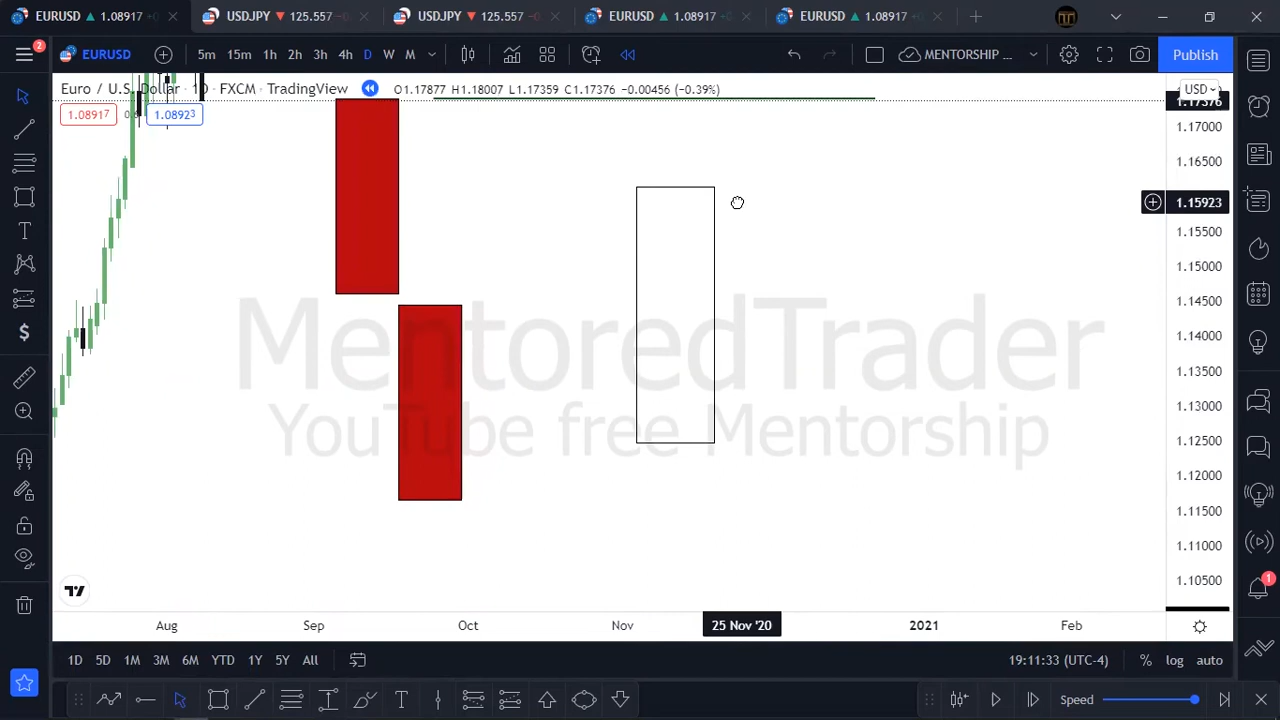 EURUSD ▲ 1.08917 USDJPY ▼ 125.557 USDJPY ▼ 125.557 EURUSD ▲ 1.08917 EURUSD ▲ 1.08917
2 EURUSD 5m 15m 1h 2h 3h 4h D W M MENTORSHIP ... Publish
Euro / U.S. Dollar · 1D · FXCM · TradingView O1.17877 H1.18007 L1.17359 C1.17376 −0.00456 (−0.39%) USD
1.17376
1.08917 0.6 1.08923
1.17000
1.16500
1.15923
1.15500
1.15000
1.14500
1.14000
1.13500
1.13000
1.12500
1.12000
1.11500
1.11000
1.10500
MentoredTrader
YouTube free Mentorship
1
Aug Sep Oct Nov 25 Nov '20 2021 Feb
1D 5D 1M 3M 6M YTD 1Y 5Y All 19:11:33 (UTC-4) % log auto
Speed